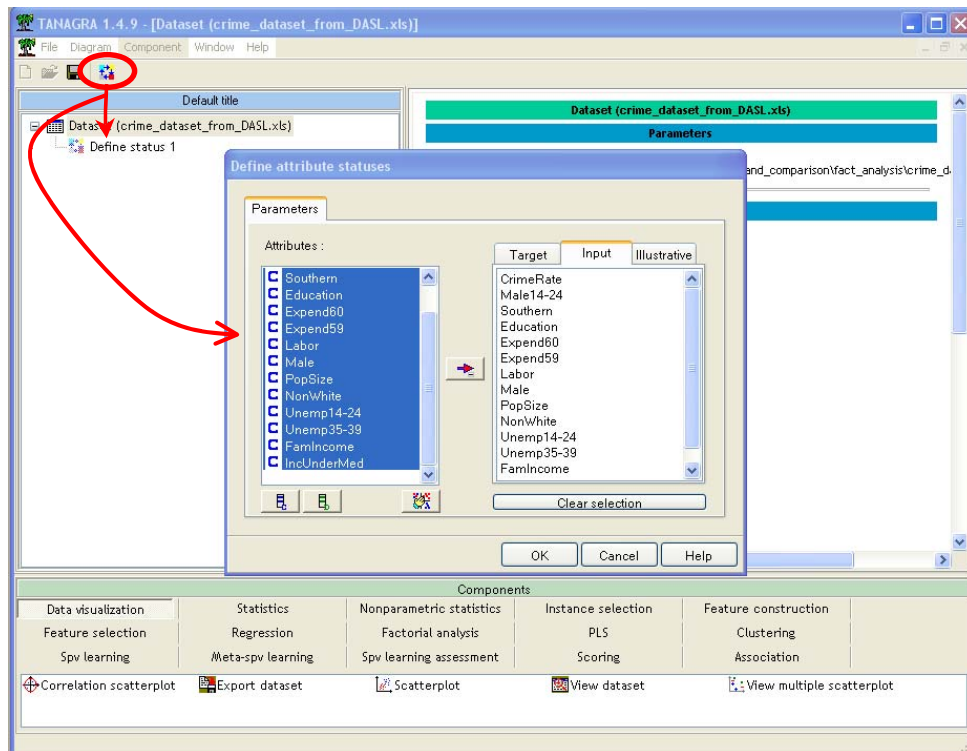 TANAGRA 1.4.9 - [Dataset (crime_dataset_from_DASL.xls)]
File Diagram Component Window Help
Default title
Dataset (crime_dataset_from_DASL.xls)
Define status 1
Dataset (crime_dataset_from_DASL.xls)
Parameters
and_comparison\fact_analysis\crime_d
Define attribute statuses
Parameters
Attributes :
C Southern
C Education
C Expend60
C Expend59
C Labor
C Male
C PopSize
C NonWhite
C Unemp14-24
C Unemp35-39
C FamIncome
C IncUnderMed
Target Input Illustrative
CrimeRate
Male14-24
Southern
Education
Expend60
Expend59
Labor
Male
PopSize
NonWhite
Unemp14-24
Unemp35-39
FamIncome
Clear selection
OK Cancel Help
Components
Data visualization Statistics Nonparametric statistics Instance selection Feature construction
Feature selection Regression Factorial analysis PLS Clustering
Spv learning Meta-spv learning Spv learning assessment Scoring Association
Correlation scatterplot Export dataset Scatterplot View dataset View multiple scatterplot